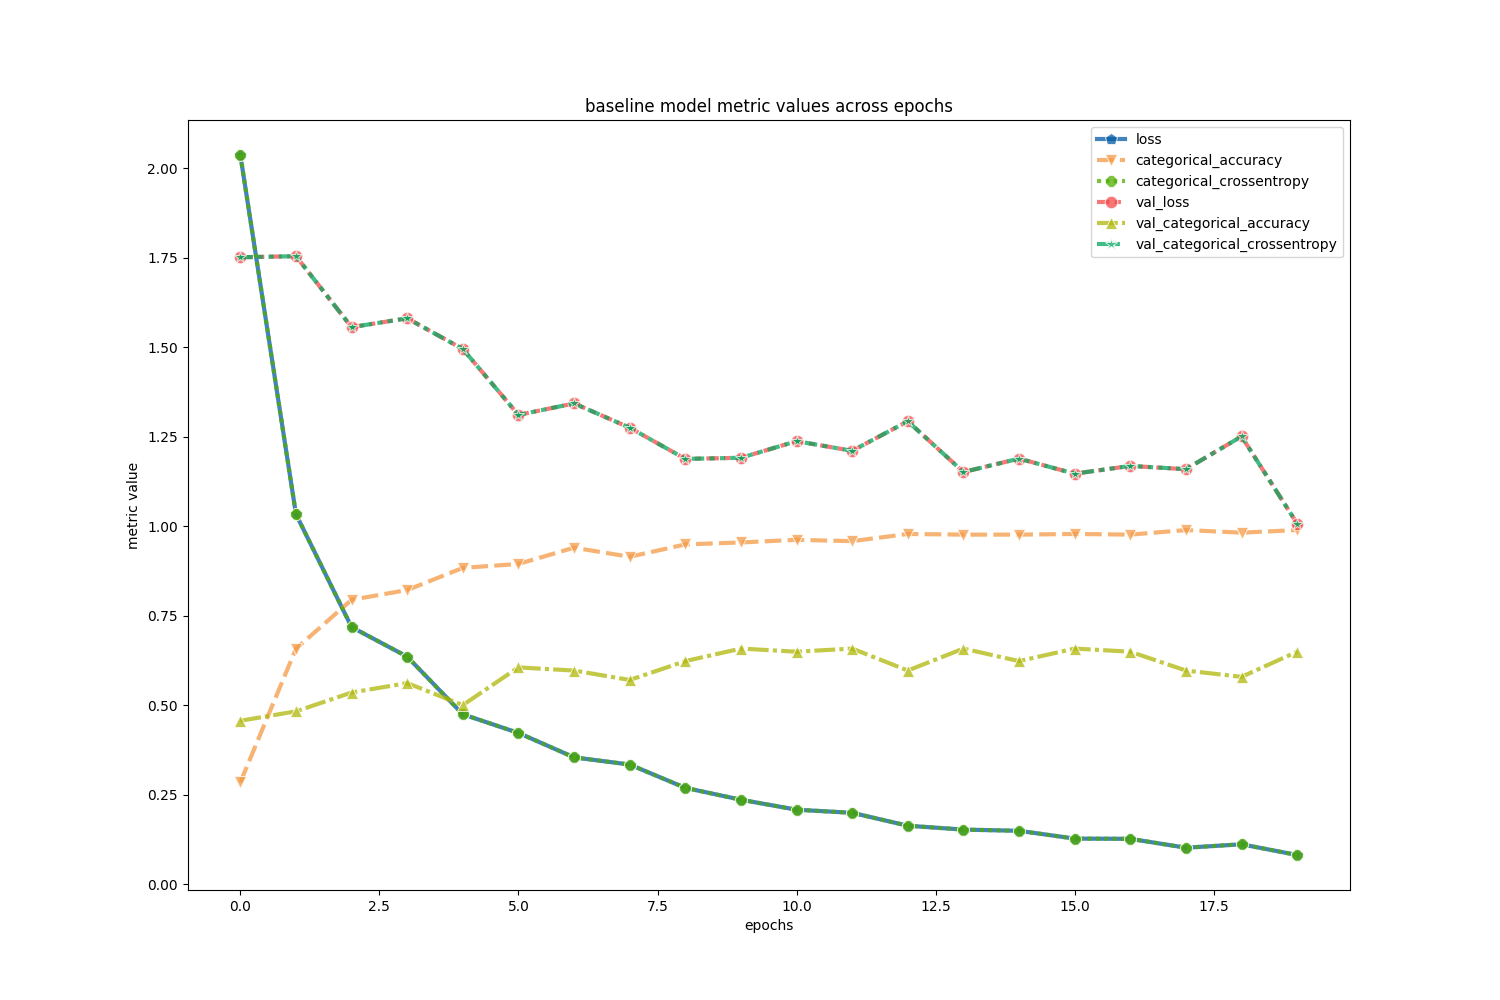 baseline model metric values across epochs
loss
categorical_accuracy
categorical_crossentropy
val_loss
val_categorical_accuracy
val_categorical_crossentropy
metric value
2.00
1.75
1.50
1.25
1.00
0.75
0.50
0.25
0.00
0.0 2.5 5.0 7.5 10.0 12.5 15.0 17.5
epochs